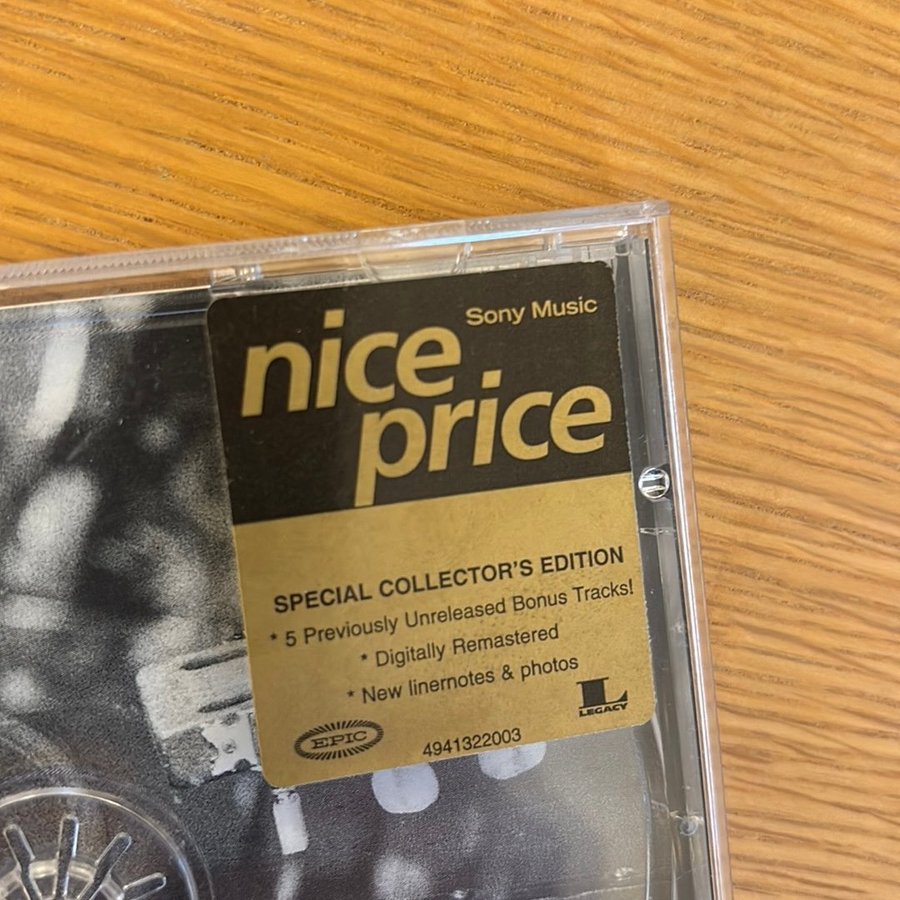 Sony Music
nice
price
SPECIAL COLLECTOR'S EDITION
* 5 Previously Unreleased Bonus Tracks!
* Digitally Remastered
* New linernotes & photos
L
LEGACY
EPIC
4941322003